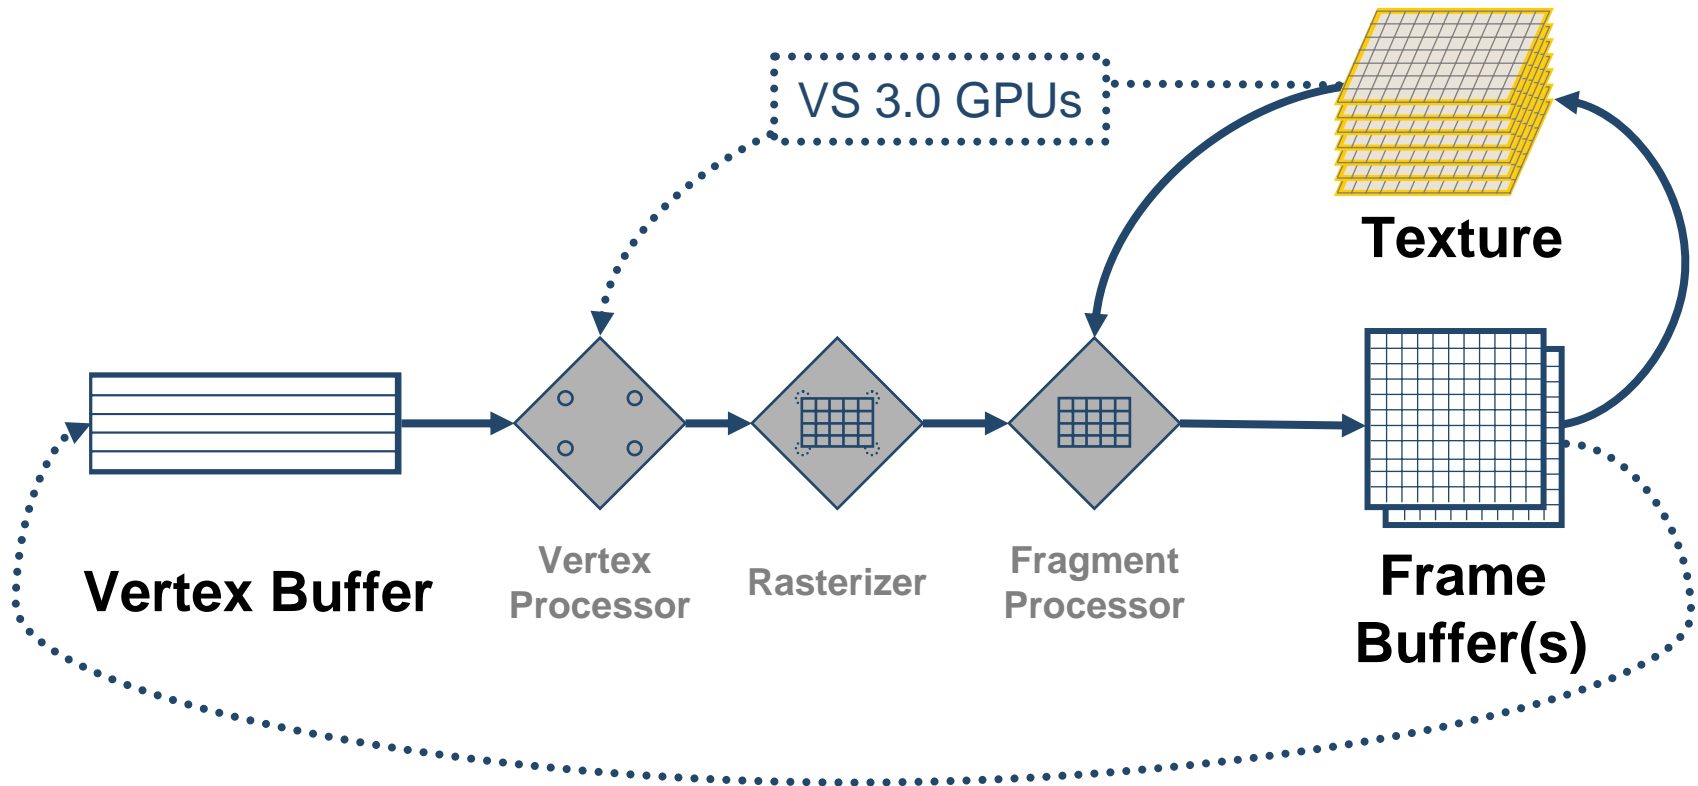 VS 3.0 GPUs
Texture
Vertex Buffer
Vertex
Processor
Rasterizer
Fragment
Processor
Frame
Buffer(s)